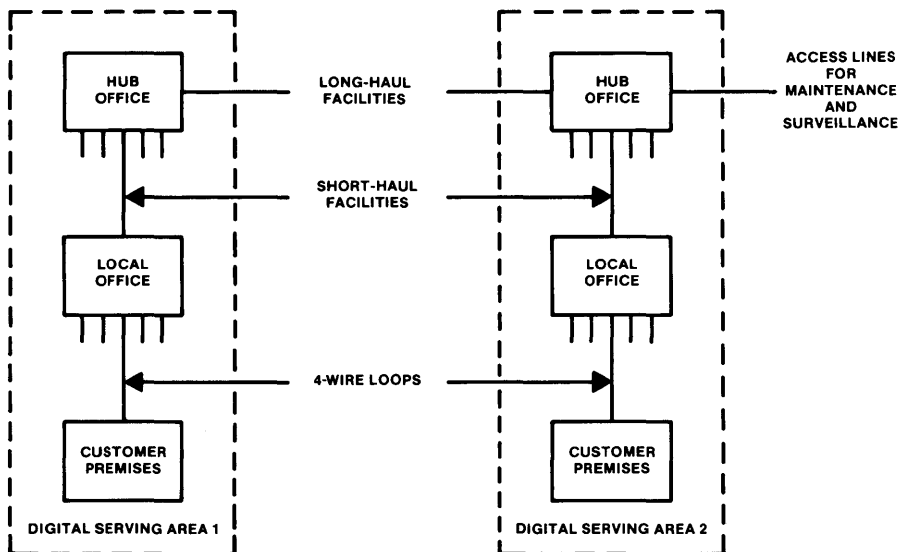 HUB
OFFICE
LONG-HAUL
FACILITIES
HUB
OFFICE
ACCESS LINES
FOR
MAINTENANCE
AND
SURVEILLANCE
SHORT-HAUL
FACILITIES
LOCAL
OFFICE
LOCAL
OFFICE
4-WIRE LOOPS
CUSTOMER
PREMISES
CUSTOMER
PREMISES
DIGITAL SERVING AREA 1
DIGITAL SERVING AREA 2